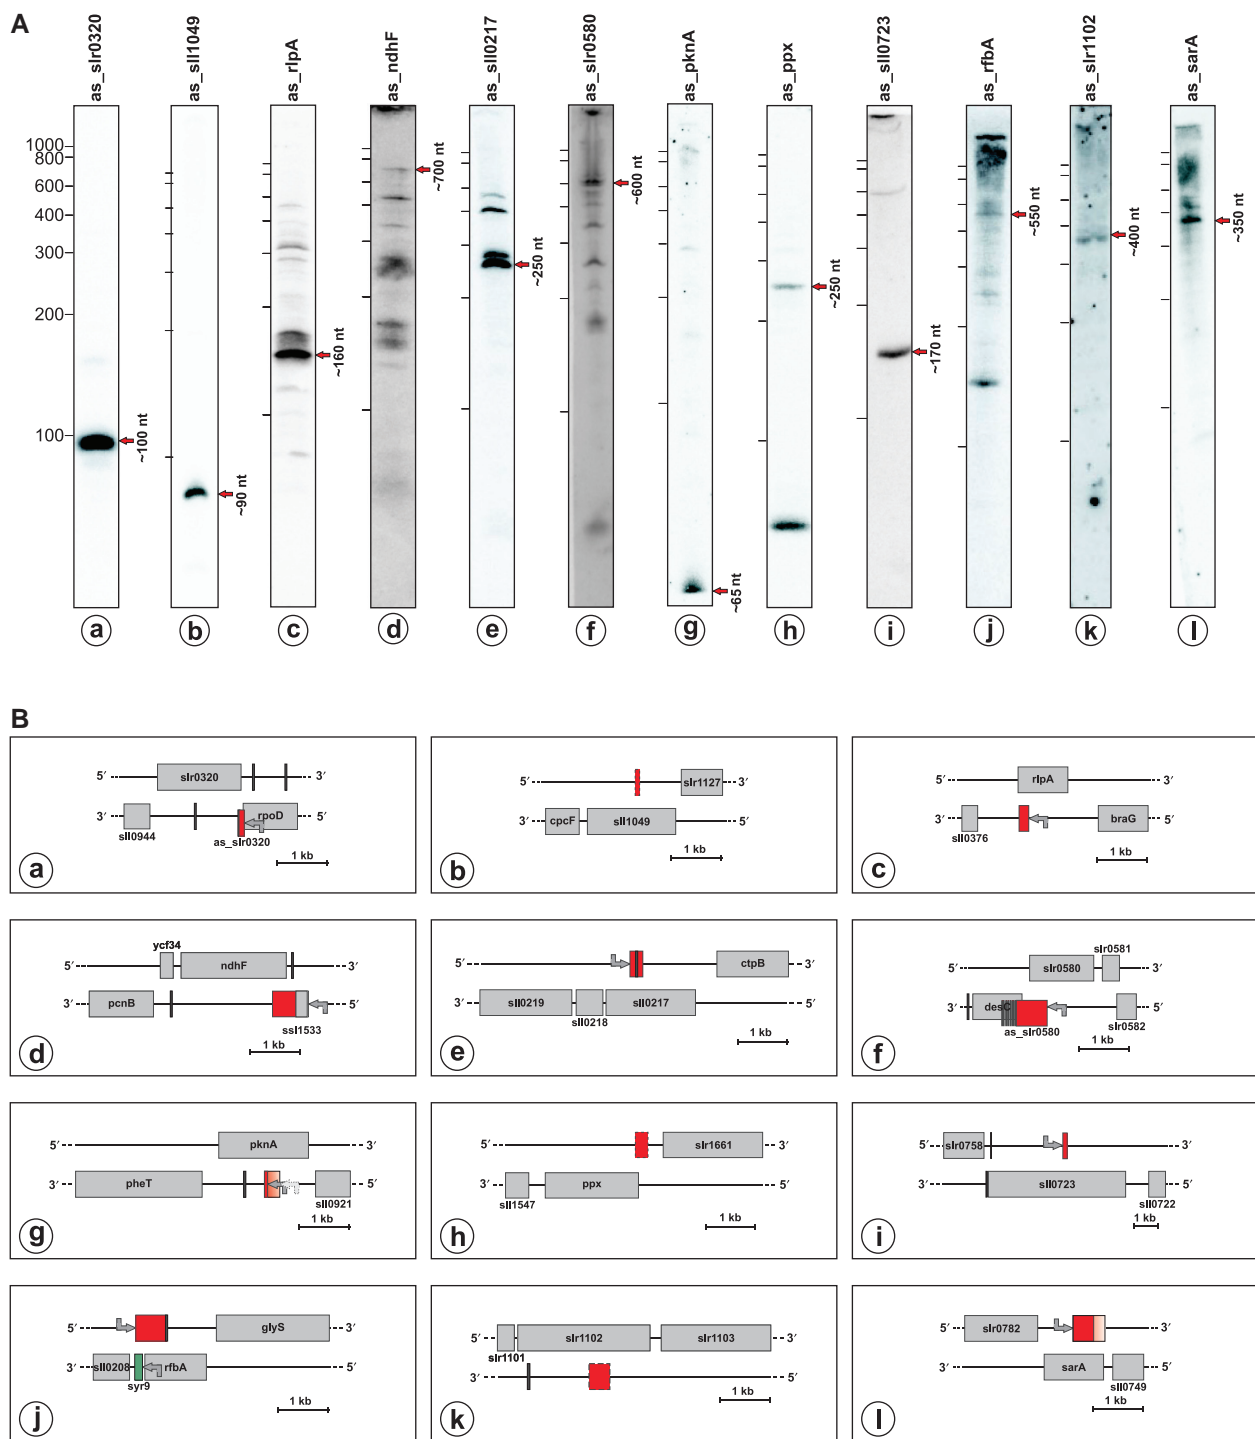 A
as_slr0320
as_sll1049
as_rlpA
as_ndhF
as_sll0217
as_slr0580
as_pknA
as_ppx
as_sll0723
as_rfbA
as_slr1102
as_sarA
1000
800
600
400
300
200
100
~100 nt
~90 nt
~160 nt
~700 nt
~250 nt
~600 nt
~65 nt
~250 nt
~170 nt
~550 nt
~400 nt
~350 nt
a b c d e f g h i j k l
B
5′ slr0320 3′
3′ rpoD 5′
sll0944 as_slr0320
1 kb
a
5′ slr1127 3′
3′ cpcF sll1049 5′
1 kb
b
5′ rlpA 3′
3′ braG 5′
sll0376
1 kb
c
ycf34
5′ ndhF 3′
3′ pcnB 5′
ssl1533
1 kb
d
5′ ctpB 3′
3′ sll0219 sll0217 5′
sll0218
1 kb
e
slr0581
5′ slr0580 3′
3′ desC 5′
as_slr0580 slr0582
1 kb
f
5′ pknA 3′
3′ pheT 5′
sll0921
1 kb
g
5′ slr1661 3′
3′ ppx 5′
sll1547
1 kb
h
5′ slr0758 3′
3′ sll0723 5′
sll0722
1 kb
i
5′ glyS 3′
3′ sll0208 rfbA 5′
syr9
1 kb
j
5′ slr1102 slr1103 3′
slr1101
3′ 5′
1 kb
k
5′ slr0782 3′
3′ sarA 5′
sll0749
1 kb
l